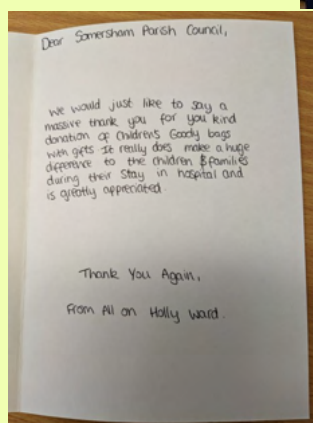 Dear Somersham Parish Council,
We would just like to say a
massive thank you for you kind
donation of Childrens Goody bags
with gifts It really does make a huge
difference to the children & families
during their stay in hospital and
is greatly appreciated.
Thank You Again,
From All on Holly Ward.